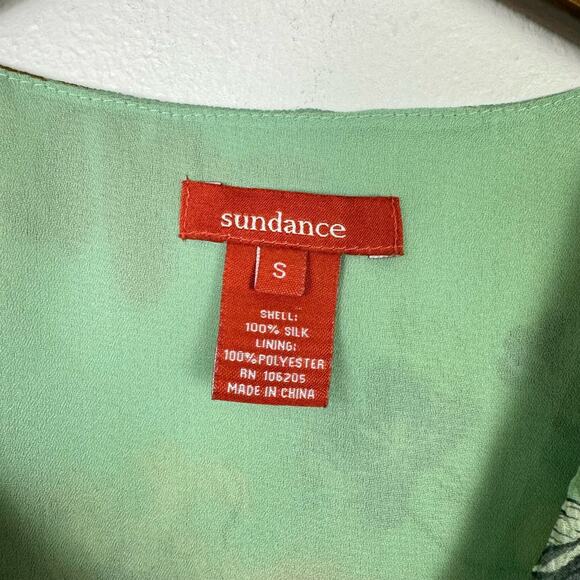 sundance
S
SHELL:
100% SILK
LINING:
100%POLYESTER
RN 106205
MADE IN CHINA